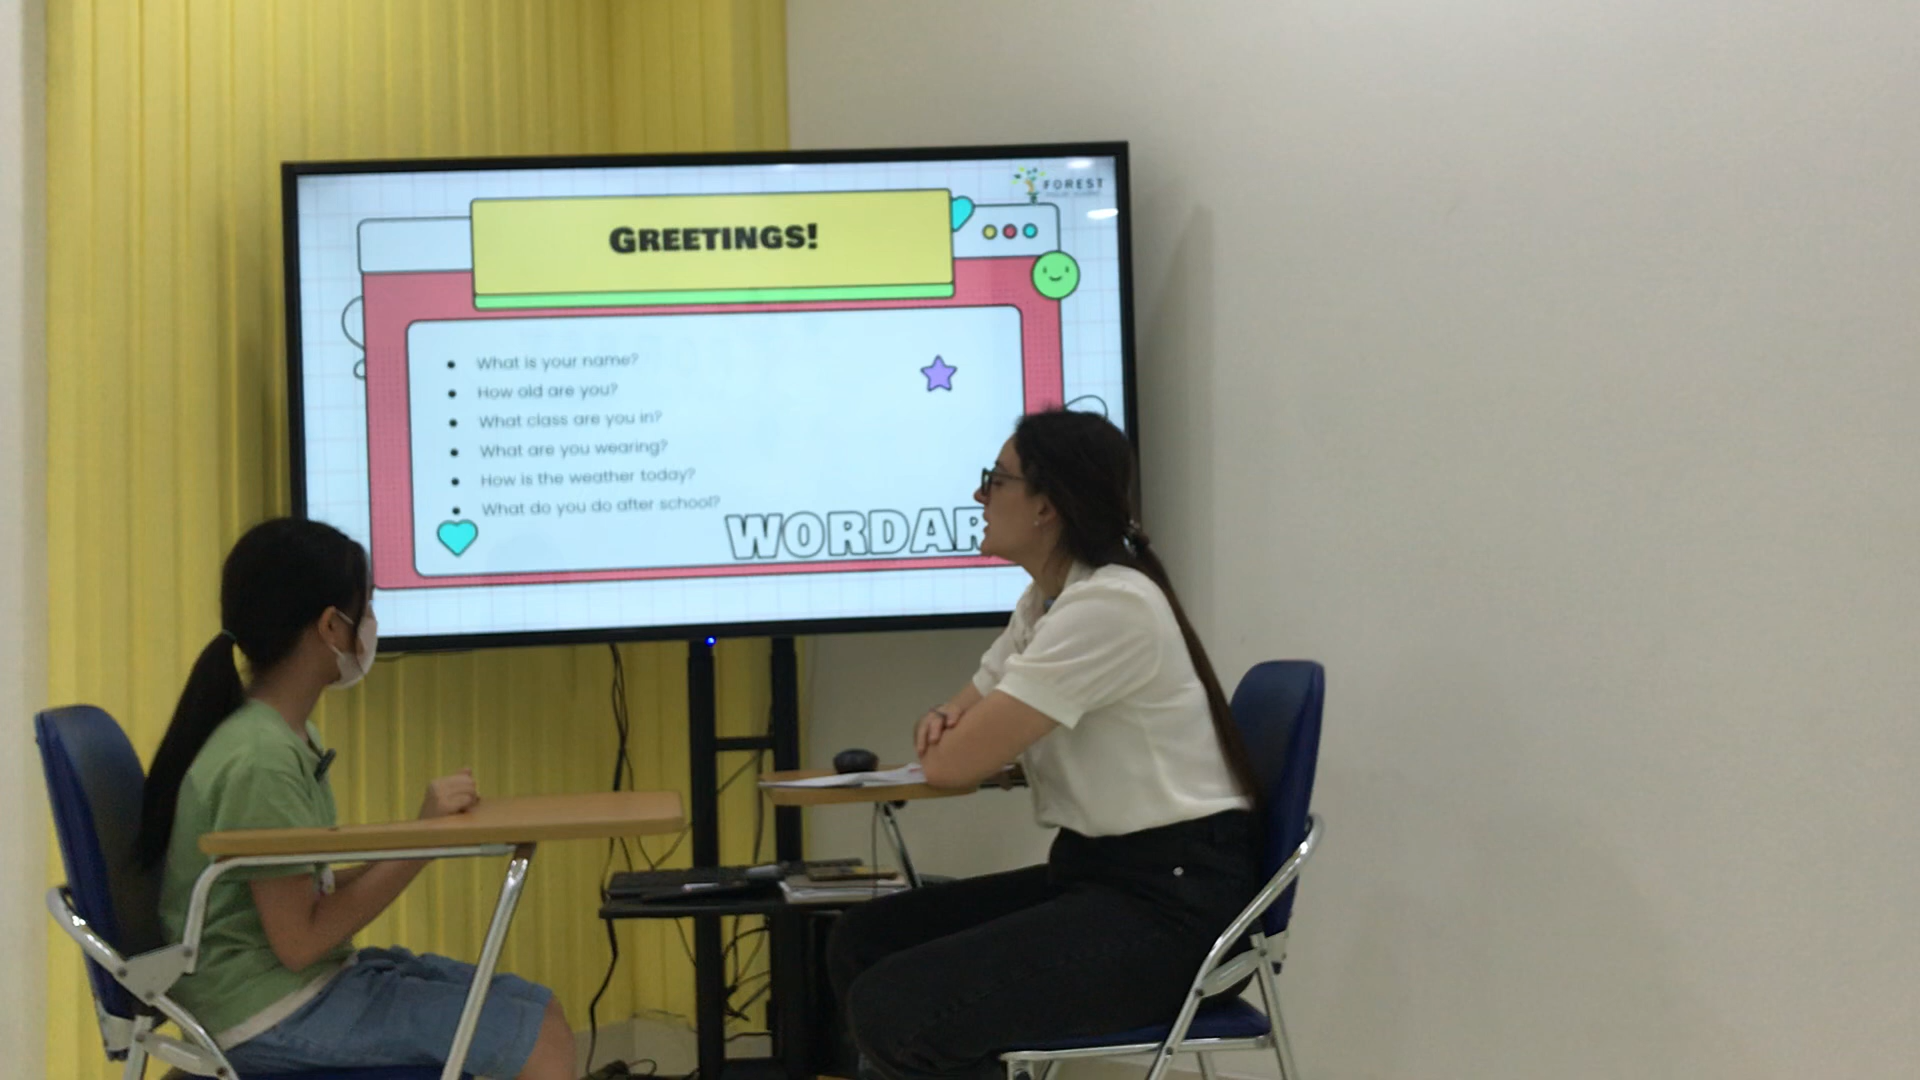 FOREST
GREETINGS!
What is your name?
How old are you?
What class are you in?
What are you wearing?
How is the weather today?
What do you do after school?
WORDAR